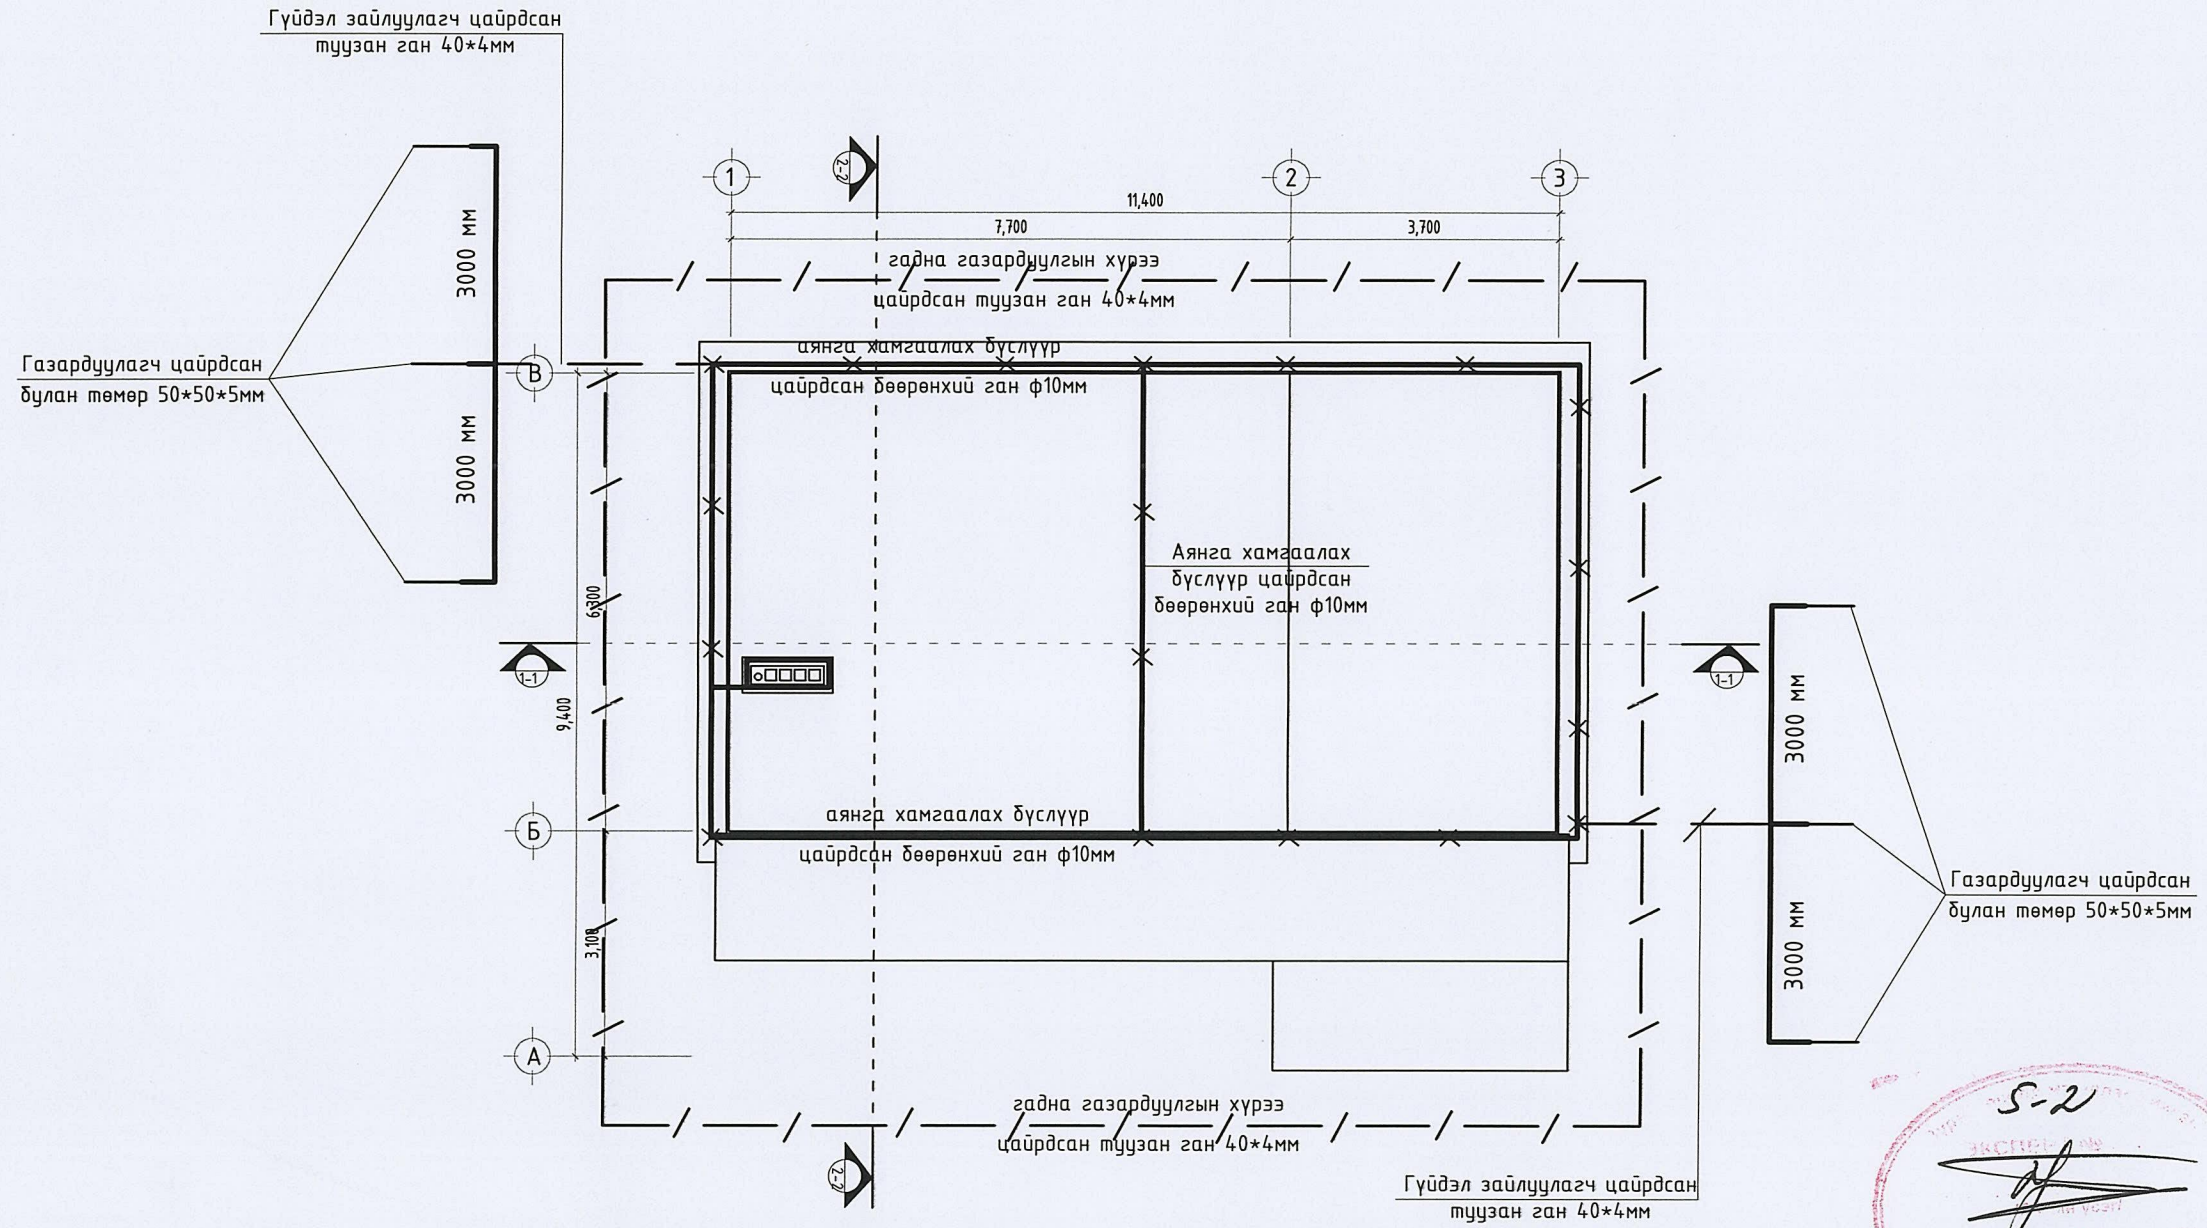 Гүйдэл зайлуулагч цайрдсан
туузан ган 40*4мм
2-2
1
2
3
11,400
7,700
3,700
3000 мм
гадна газардуулгын хүрээ
цайрдсан туузан ган 40*4мм
аянга хамгаалах бүслүүр
цайрдсан бөөрөнхий ган ф10мм
Газардуулагч цайрдсан
булан төмөр 50*50*5мм
В
3000 мм
Аянга хамгаалах
бүслүүр цайрдсан
бөөрөнхий ган ф10мм
6,300
1-1
1-1
9,400
3000 мм
аянга хамгаалах бүслүүр
цайрдсан бөөрөнхий ган ф10мм
Б
Газардуулагч цайрдсан
булан төмөр 50*50*5мм
3,100
3000 мм
А
гадна газардуулгын хүрээ
цайрдсан туузан ган 40*4мм
2-2
Гүйдэл зайлуулагч цайрдсан
туузан ган 40*4мм
S-2